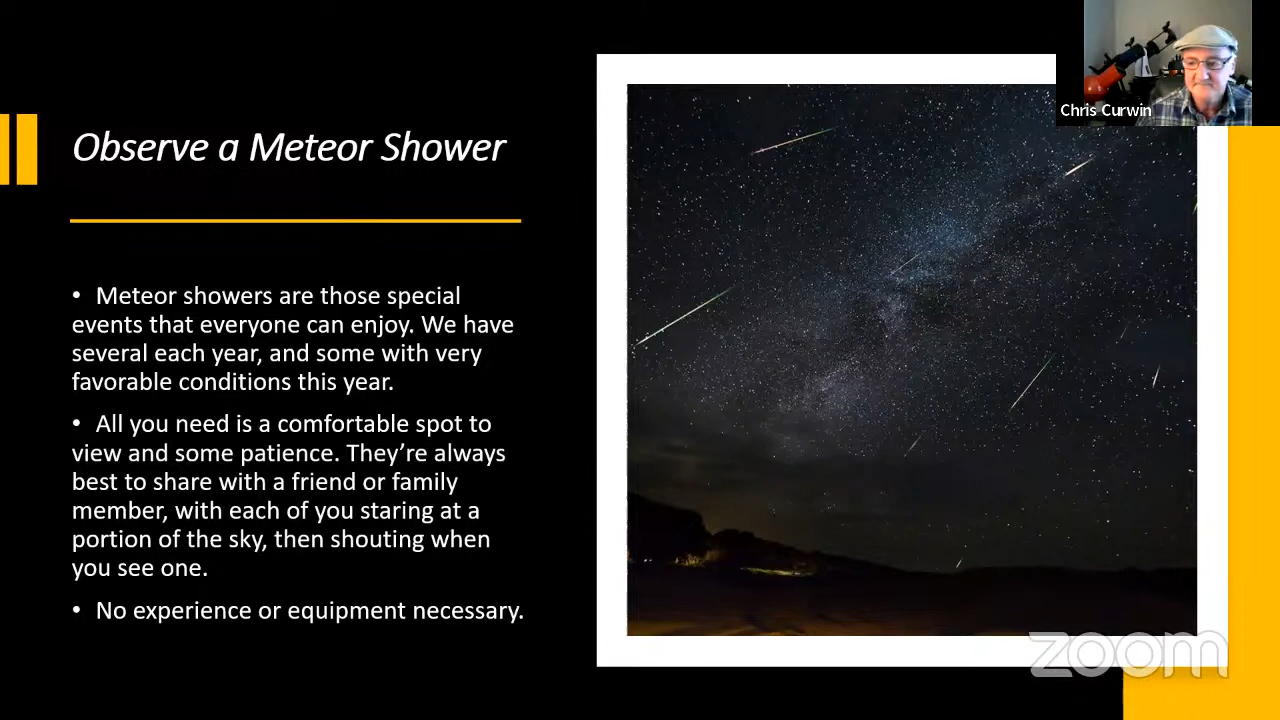 Observe a Meteor Shower
• Meteor showers are those special
events that everyone can enjoy. We have
several each year, and some with very
favorable conditions this year.
• All you need is a comfortable spot to
view and some patience. They’re always
best to share with a friend or family
member, with each of you staring at a
portion of the sky, then shouting when
you see one.
• No experience or equipment necessary.
Chris Curwin
zoom